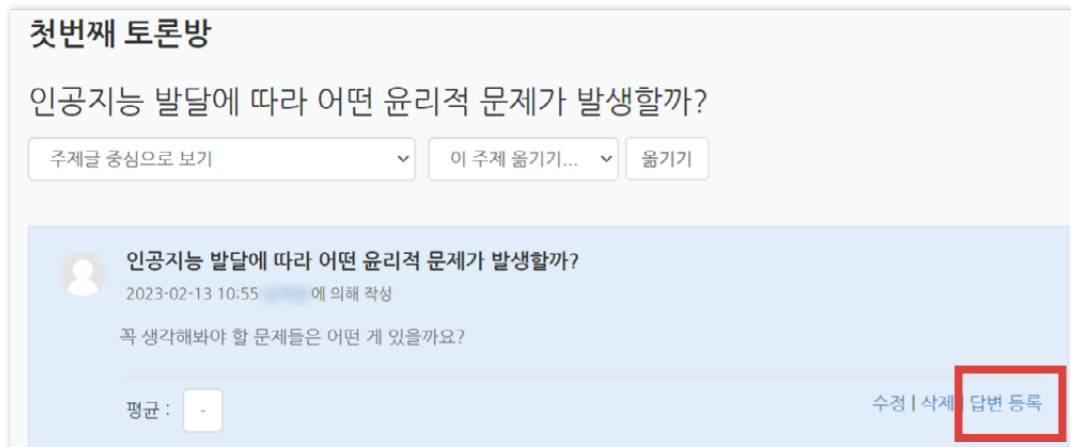 첫번째 토론방
인공지능 발달에 따라 어떤 윤리적 문제가 발생할까?
주제글 중심으로 보기 이 주제 옮기기... 옮기기
인공지능 발달에 따라 어떤 윤리적 문제가 발생할까?
2023-02-13 10:55 에 의해 작성
꼭 생각해봐야 할 문제들은 어떤 게 있을까요?
평균 : - 수정 | 삭제 | 답변 등록